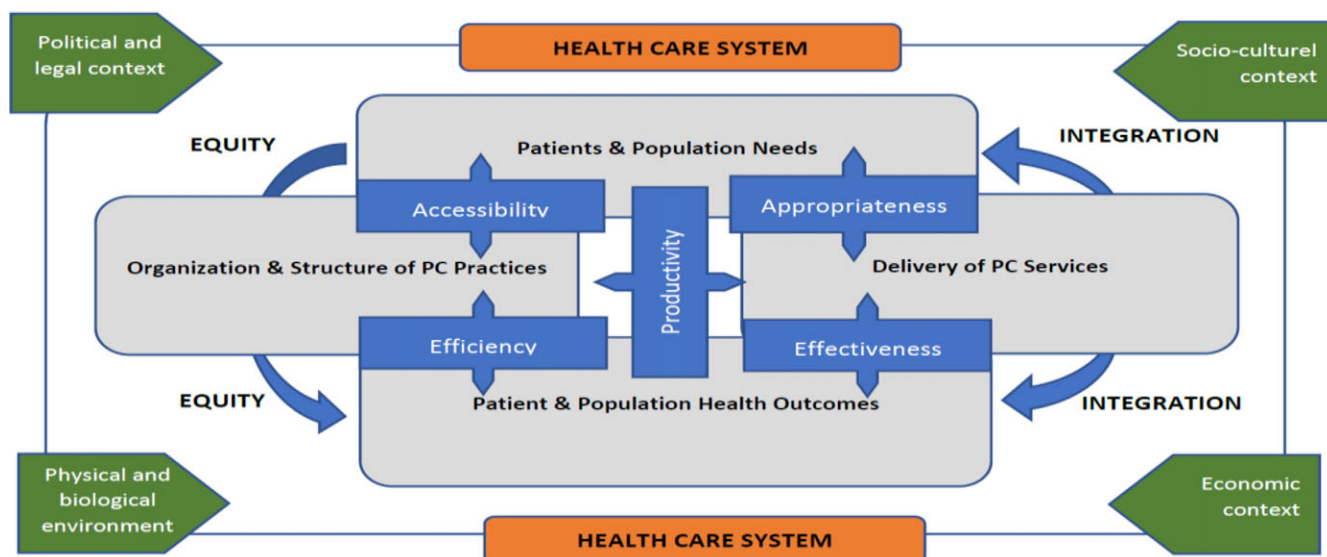 Political and
legal context
HEALTH CARE SYSTEM
Socio-culturel
context
EQUITY
Patients & Population Needs
INTEGRATION
Accessibility
Appropriateness
Productivity
Organization & Structure of PC Practices
Delivery of PC Services
Efficiency
Effectiveness
EQUITY
Patient & Population Health Outcomes
INTEGRATION
Physical and
biological
environment
Economic
context
HEALTH CARE SYSTEM